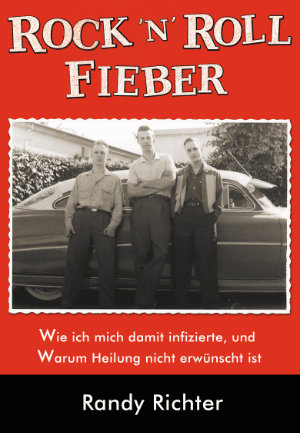 ROCK 'N' ROLL
FIEBER
Wie ich mich damit infizierte, und
Warum Heilung nicht erwünscht ist
Randy Richter